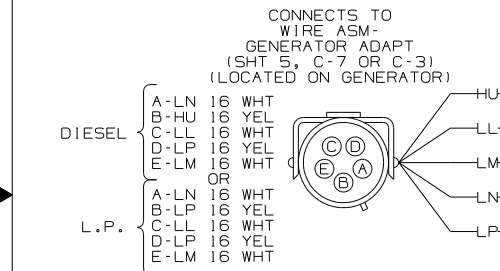 CONNECTS TO
WIRE ASM-
GENERATOR ADAPT
(SHT 5, C-7 OR C-3)
(LOCATED ON GENERATOR)
DIESEL
A-LN 16 WHT
B-HU 16 YEL
C-LL 16 WHT
D-LP 16 YEL
E-LM 16 WHT
OR
L.P.
A-LN 16 WHT
B-LP 16 YEL
C-LL 16 WHT
D-LP 16 YEL
E-LM 16 WHT
C D
E A
B
HU
LL
LM
LN
LP